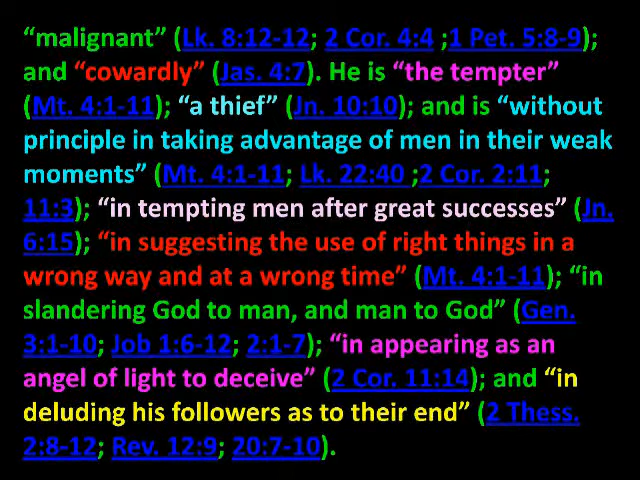 “malignant” (Lk. 8:12-12; 2 Cor. 4:4 ;1 Pet. 5:8-9);
and “cowardly” (Jas. 4:7). He is “the tempter”
(Mt. 4:1-11); “a thief” (Jn. 10:10); and is “without
principle in taking advantage of men in their weak
moments” (Mt. 4:1-11; Lk. 22:40 ;2 Cor. 2:11;
11:3); “in tempting men after great successes” (Jn.
6:15); “in suggesting the use of right things in a
wrong way and at a wrong time” (Mt. 4:1-11); “in
slandering God to man, and man to God” (Gen.
3:1-10; Job 1:6-12; 2:1-7); “in appearing as an
angel of light to deceive” (2 Cor. 11:14); and “in
deluding his followers as to their end” (2 Thess.
2:8-12; Rev. 12:9; 20:7-10).